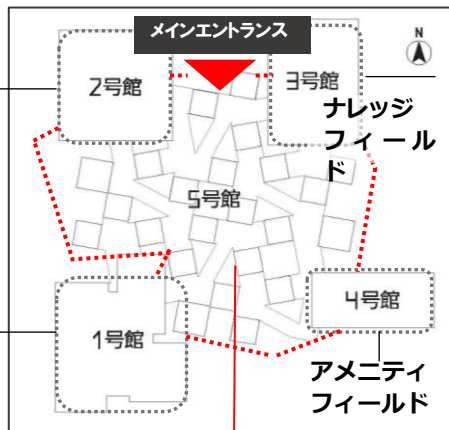 メインエントランス
N
2号館
3号館
ナレッジ
フィール
ド
5号館
4号館
1号館
アメニティ
フィールド